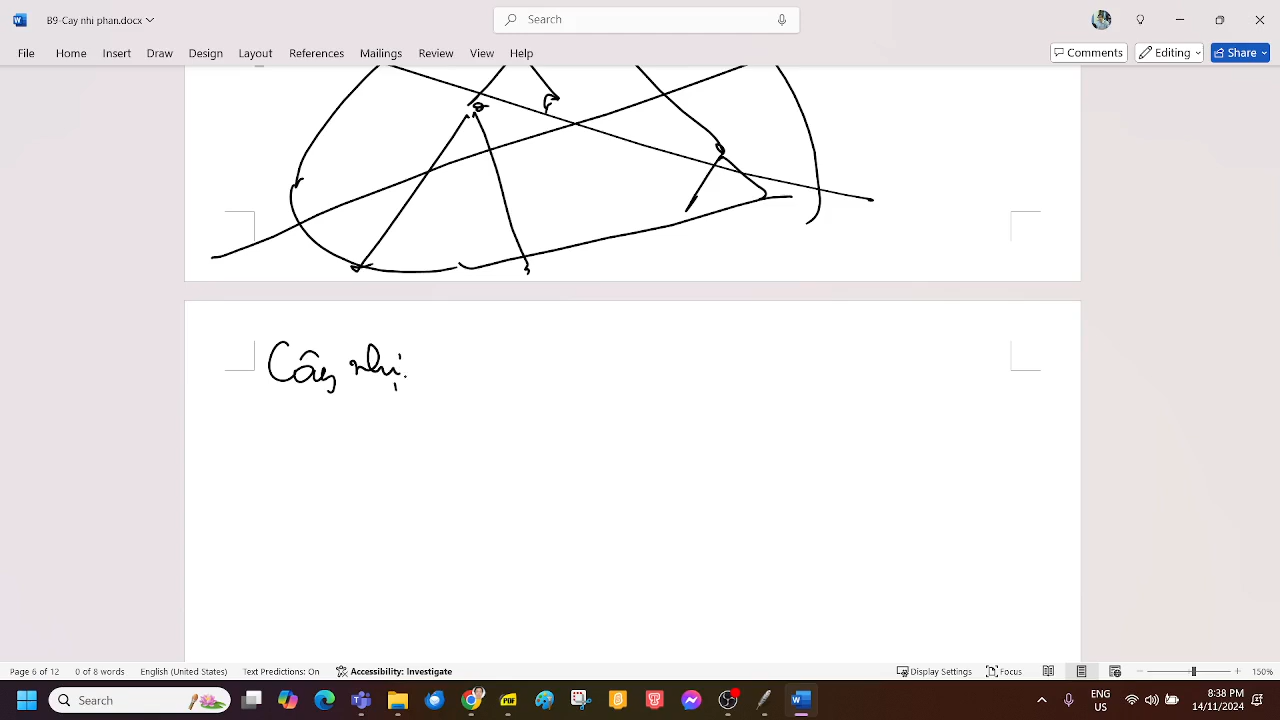 B9-Cay nhi phan.docx
Search
File Home Insert Draw Design Layout References Mailings Review View Help
Comments
Editing
Share
Cây nhị
Page 6 of 12
0 of 8 words
English (United States)
Text Predictions: On
Accessibility: Investigate
Display Settings
Focus
150%
Search
PDF
ENG
US
8:38 PM
14/11/2024